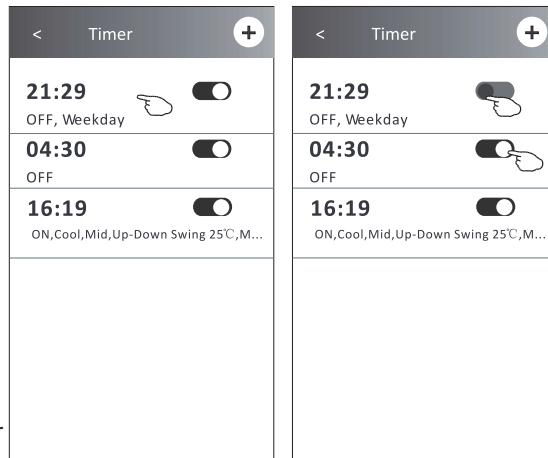 < Timer +
21:29
OFF, Weekday
04:30
OFF
16:19
ON,Cool,Mid,Up-Down Swing 25℃,M...
< Timer +
21:29
OFF, Weekday
04:30
OFF
16:19
ON,Cool,Mid,Up-Down Swing 25℃,M...